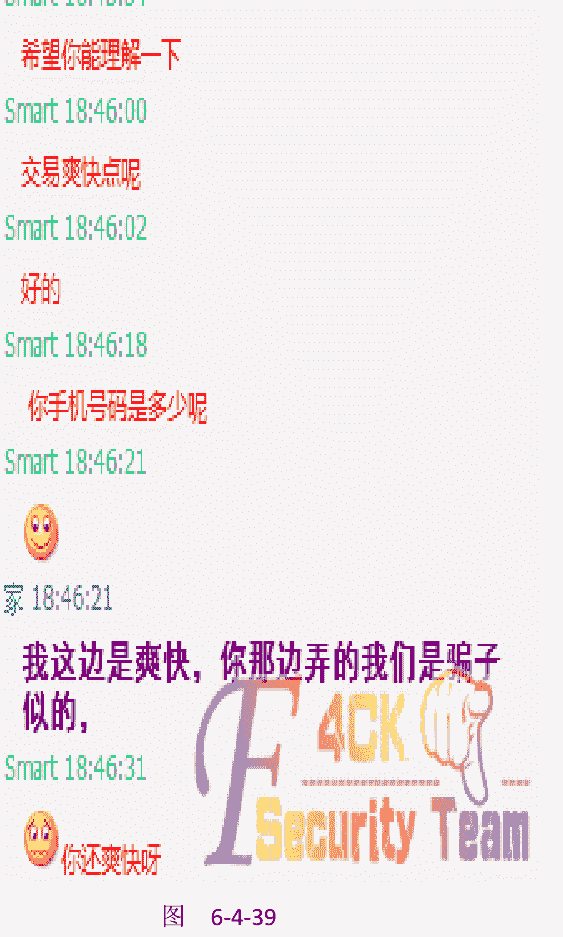 希望你能理解一下
Smart 18:46:00
交易爽快点呢
Smart 18:46:02
好的
Smart 18:46:18
你手机号码是多少呢
Smart 18:46:21
家 18:46:21
我这边是爽快，你那边弄的我们是骗子
似的，
Smart 18:46:31
你还爽快呀
F4CK
Security Team
图 6-4-39